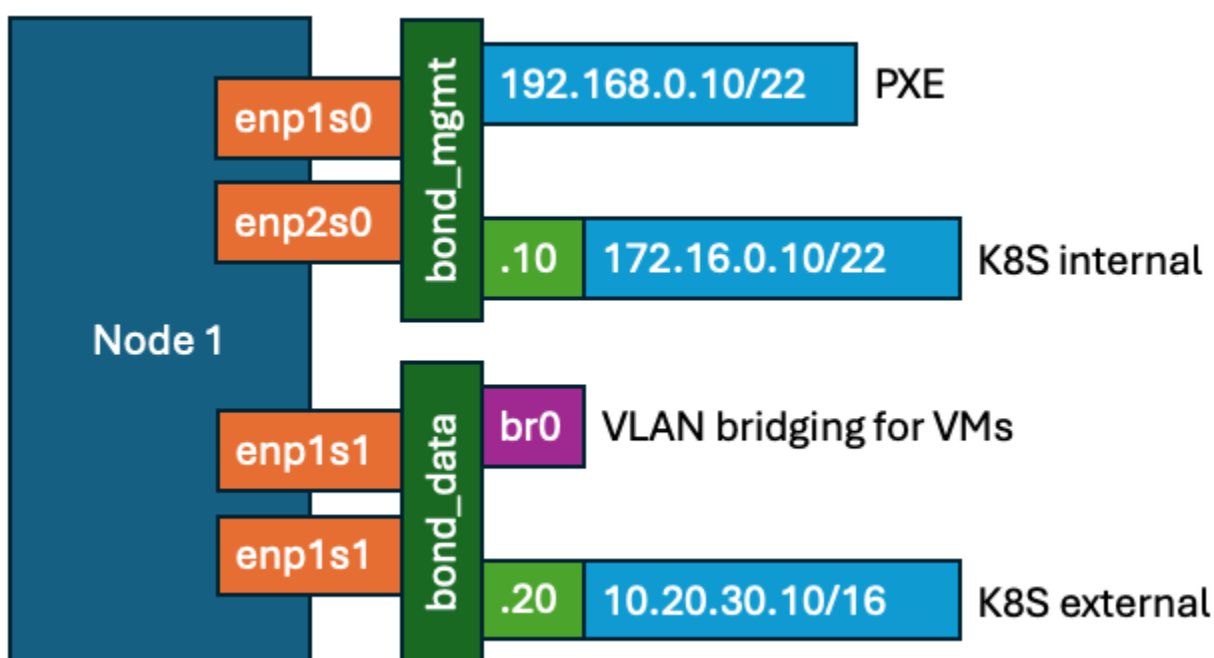 enp1s0
enp2s0
bond_mgmt
192.168.0.10/22
PXE
.10
172.16.0.10/22
K8S internal
Node 1
enp1s1
enp1s1
bond_data
br0
VLAN bridging for VMs
.20
10.20.30.10/16
K8S external